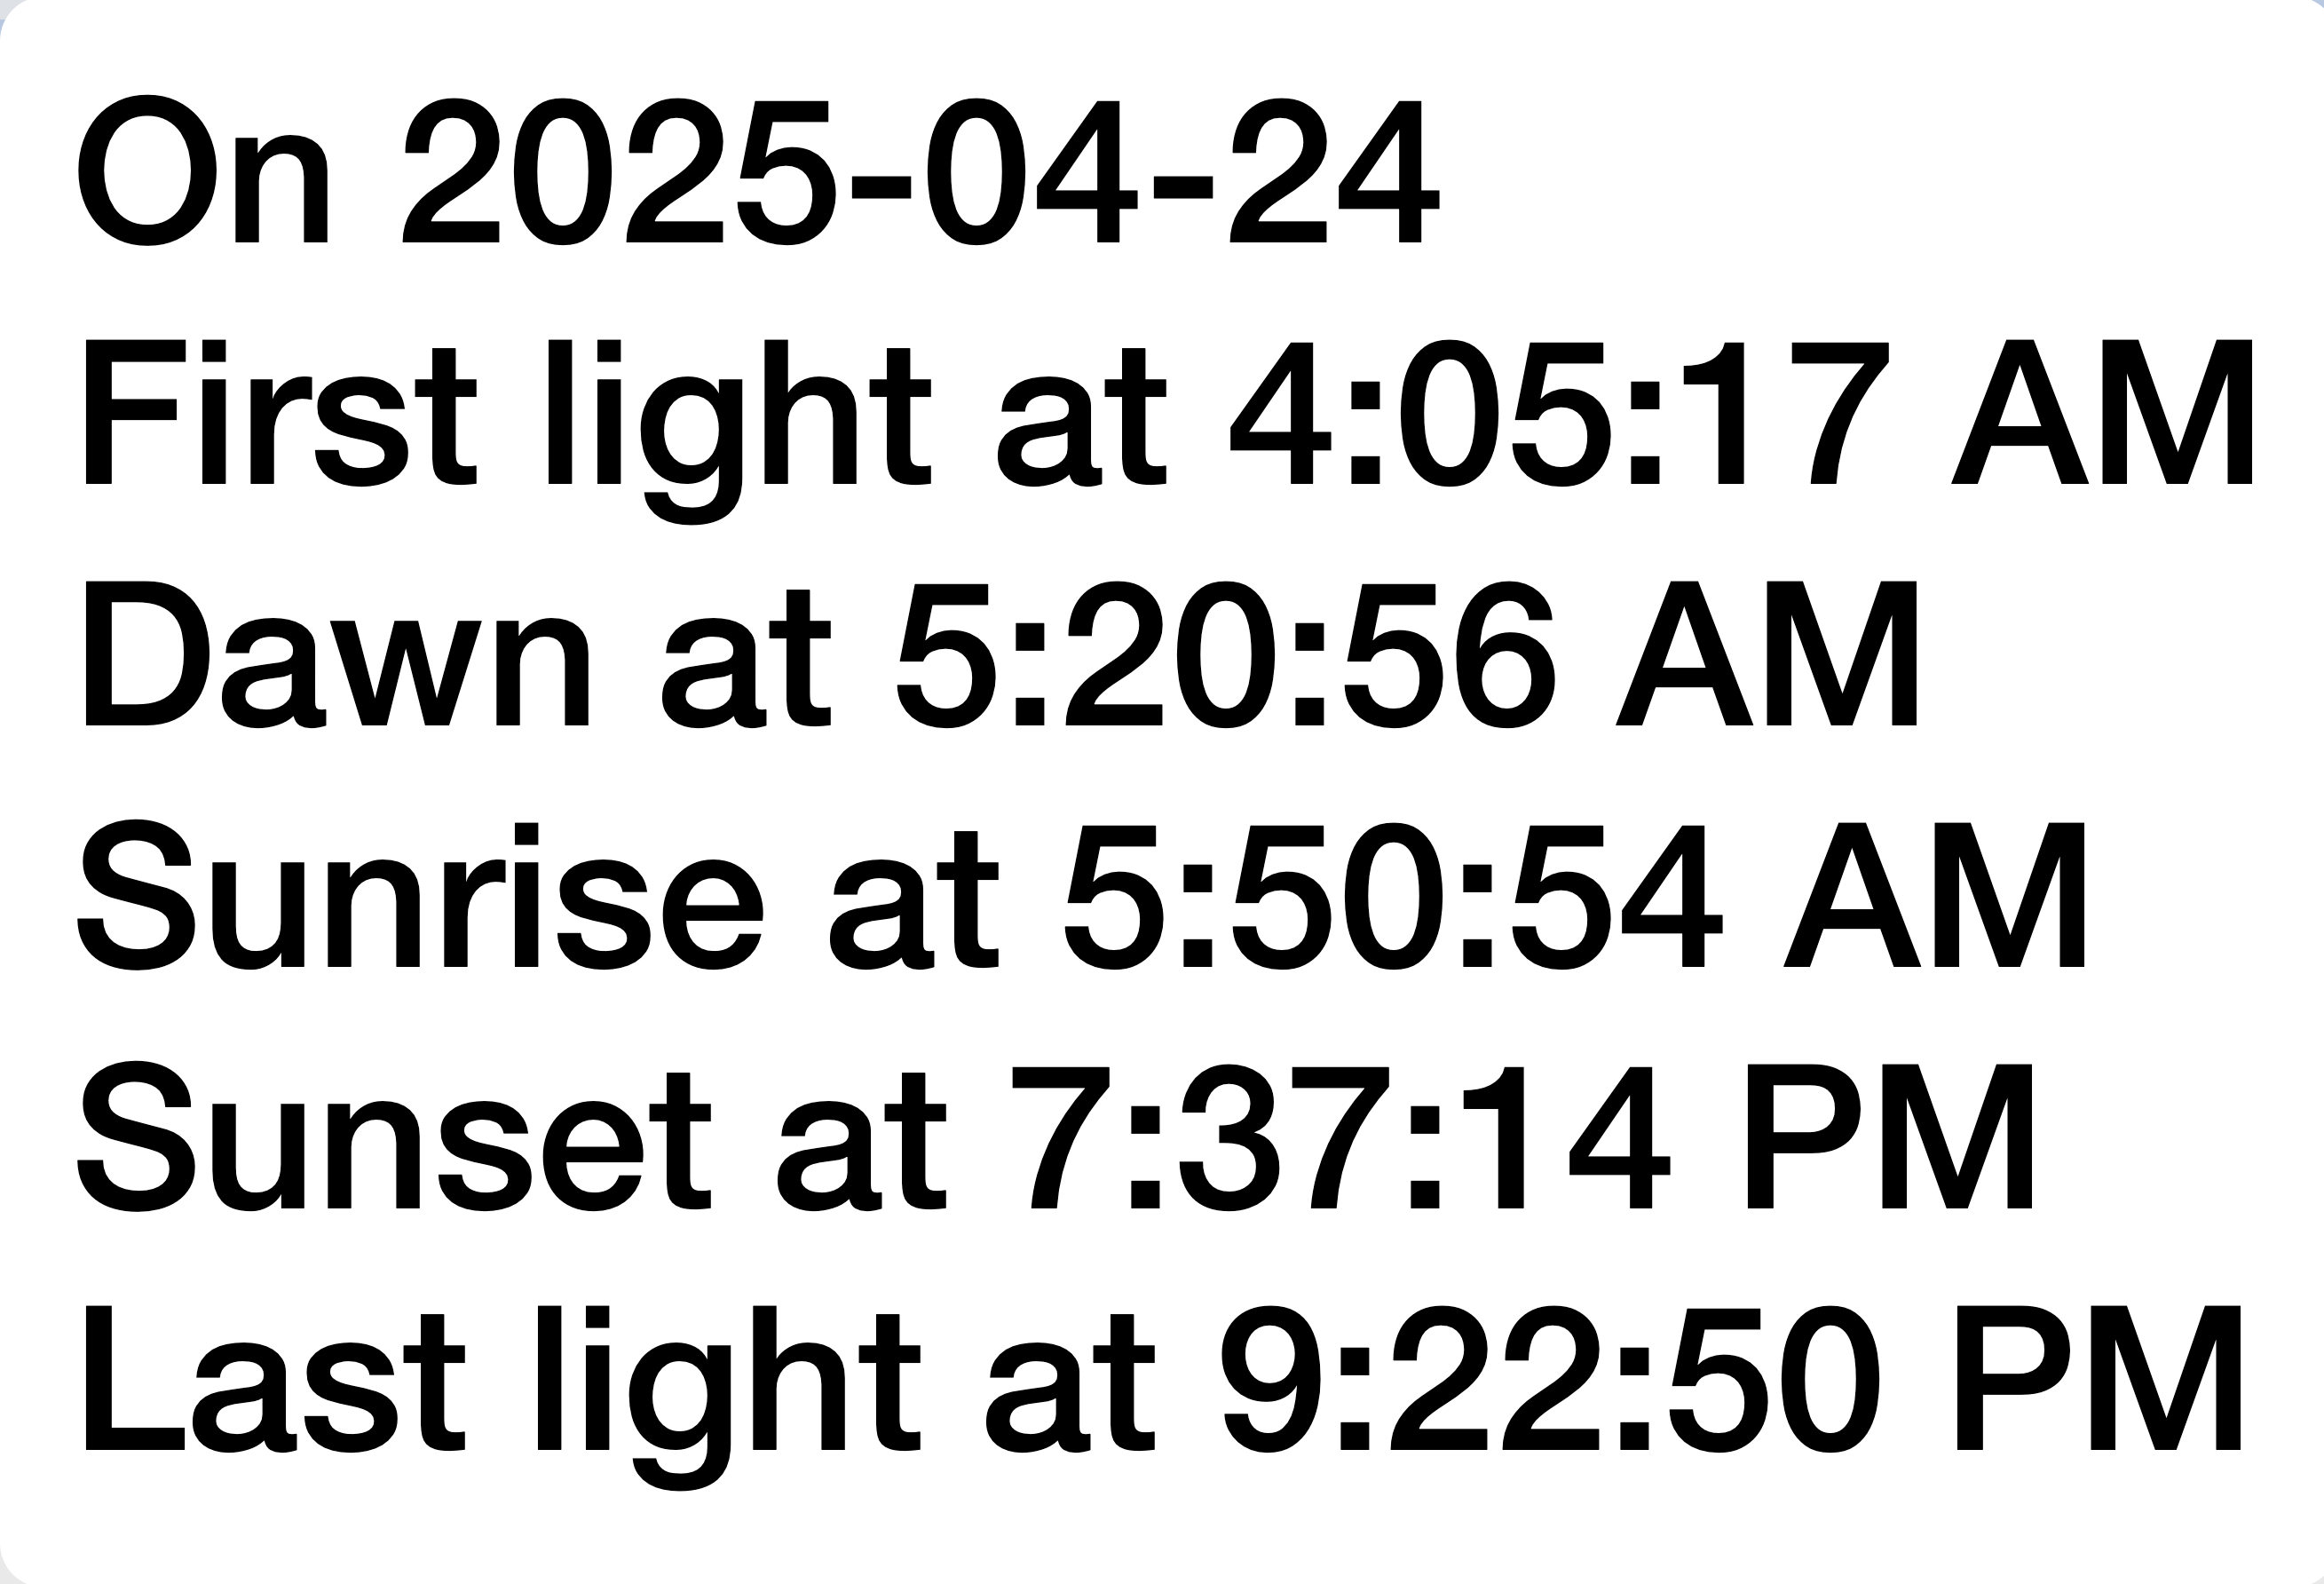 On 2025-04-24
First light at 4:05:17 AM
Dawn at 5:20:56 AM
Sunrise at 5:50:54 AM
Sunset at 7:37:14 PM
Last light at 9:22:50 PM